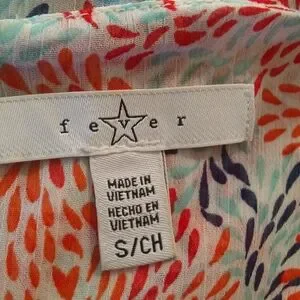 fever
MADE IN
VIETNAM
HECHO EN
VIETNAM
S/CH